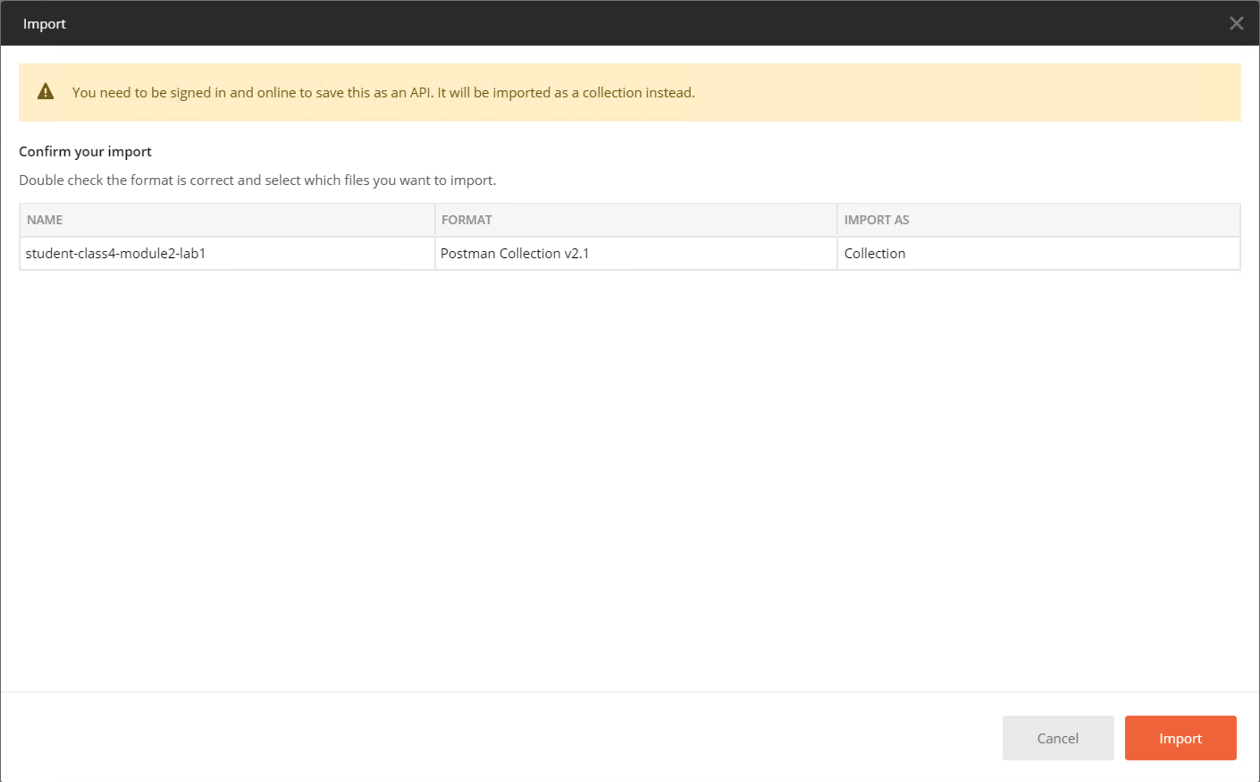 Import
You need to be signed in and online to save this as an API. It will be imported as a collection instead.
Confirm your import
Double check the format is correct and select which files you want to import.
NAME FORMAT IMPORT AS
student-class4-module2-lab1 Postman Collection v2.1 Collection
Cancel Import